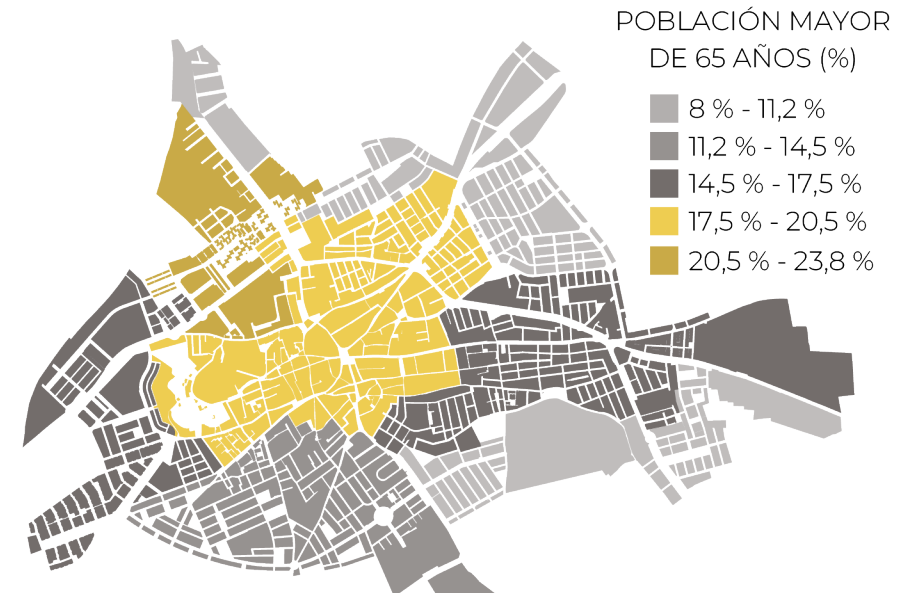 POBLACIÓN MAYOR
DE 65 AÑOS (%)
8 % - 11,2 %
11,2 % - 14,5 %
14,5 % - 17,5 %
17,5 % - 20,5 %
20,5 % - 23,8 %